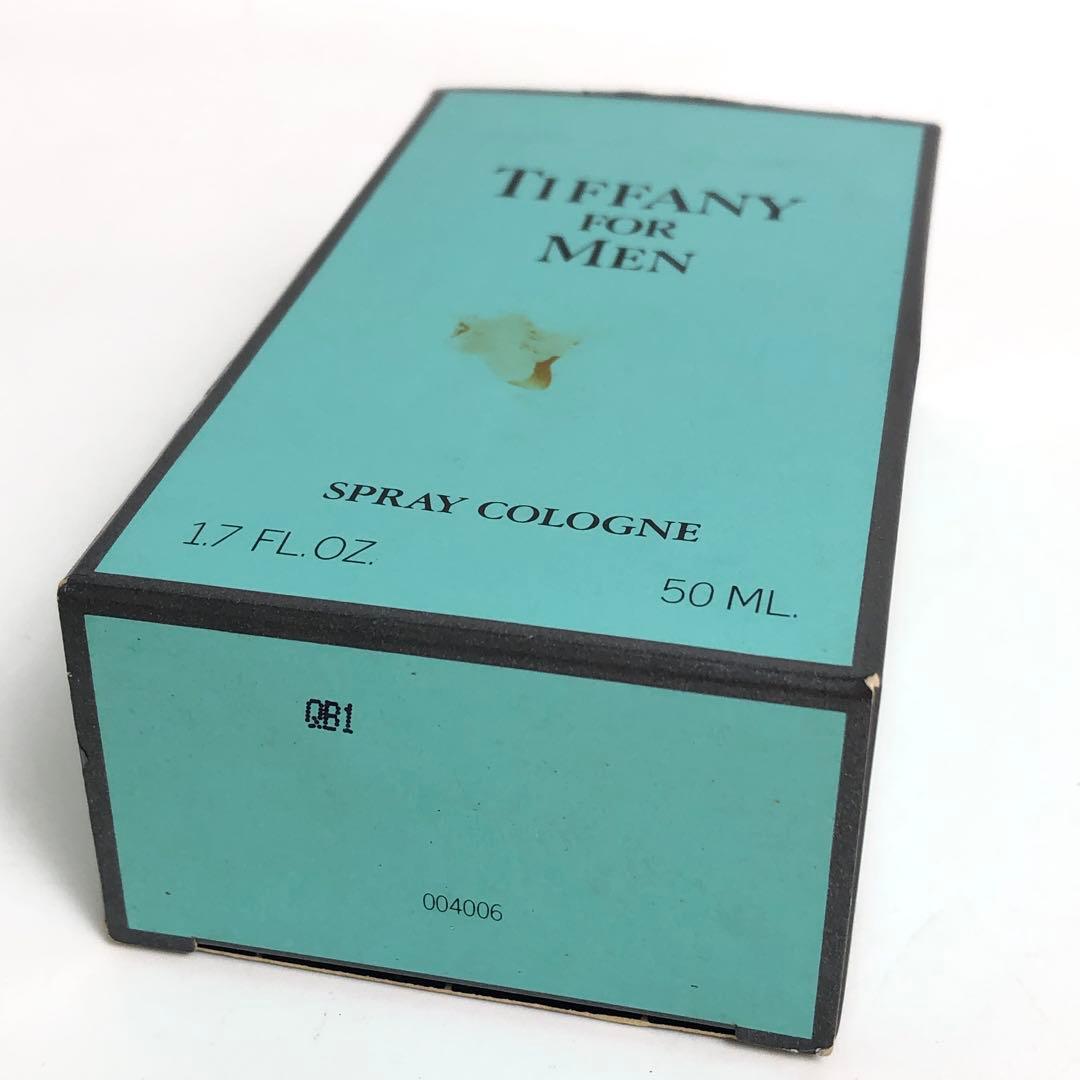 TIFFANY
FOR
MEN
SPRAY COLOGNE
1.7 FL.OZ.
50 ML.
QB1
004006